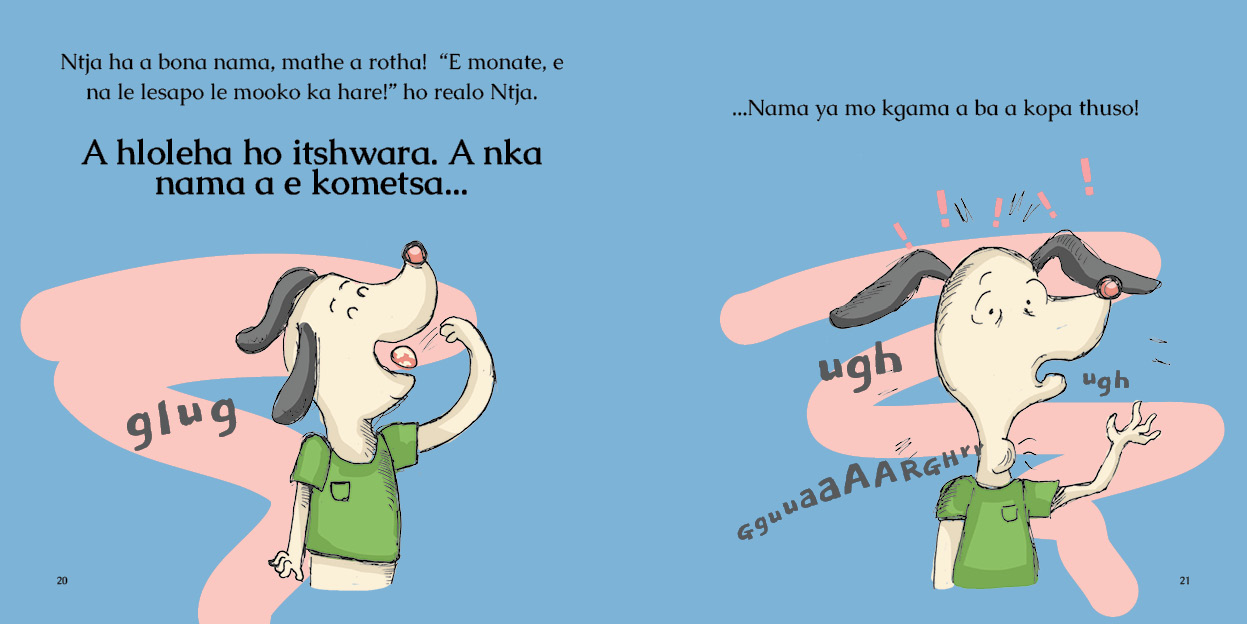 Ntja ha a bona nama, mathe a rotha! “E monate, e
na le lesapo le mooko ka hare!” ho realo Ntja.
A hloleha ho itshwara. A nka
nama a e kometsa...
glug
20
...Nama ya mo kgama a ba a kopa thuso!
! ! ! ! !
ugh
ugh
GguuaaAAARGHrr
21